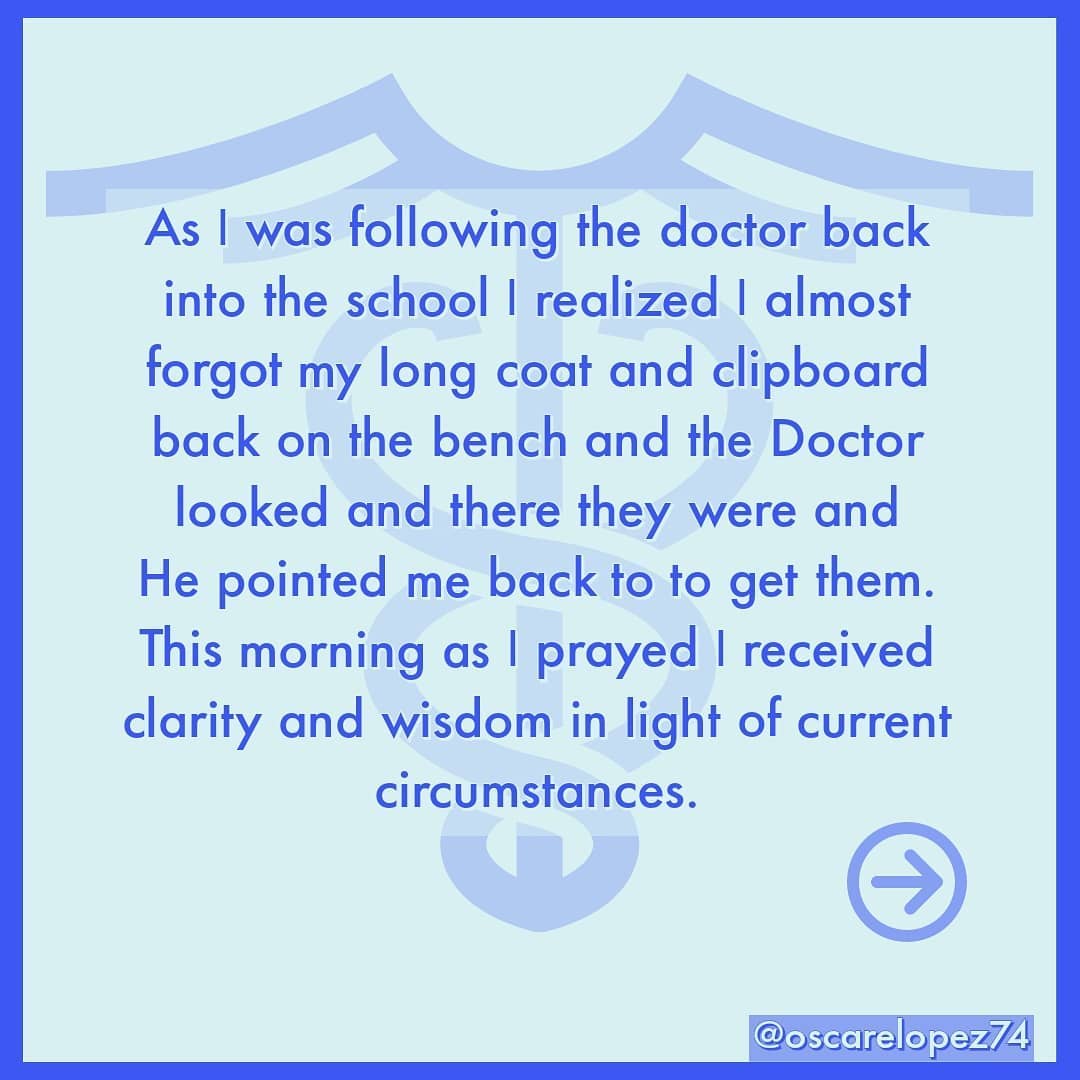 As I was following the doctor back
into the school I realized I almost
forgot my long coat and clipboard
back on the bench and the Doctor
looked and there they were and
He pointed me back to to get them.
This morning as I prayed I received
clarity and wisdom in light of current
circumstances.
@oscarelopez74